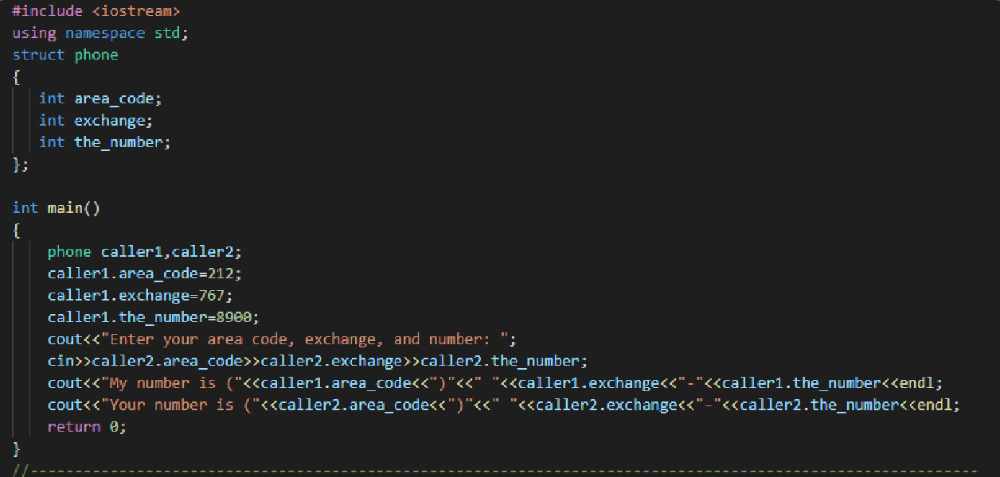 #include <iostream>
using namespace std;
struct phone
{
    int area_code;
    int exchange;
    int the_number;
};

int main()
{
    phone caller1,caller2;
    caller1.area_code=212;
    caller1.exchange=767;
    caller1.the_number=8900;
    cout<<"Enter your area code, exchange, and number: ";
    cin>>caller2.area_code>>caller2.exchange>>caller2.the_number;
    cout<<"My number is ("<<caller1.area_code<<")"<<" "<<caller1.exchange<<"-"<<caller1.the_number<<endl;
    cout<<"Your number is ("<<caller2.area_code<<")"<<" "<<caller2.exchange<<"-"<<caller2.the_number<<endl;
    return 0;
}
//-----------------------------------------------------------------------------------------------------------